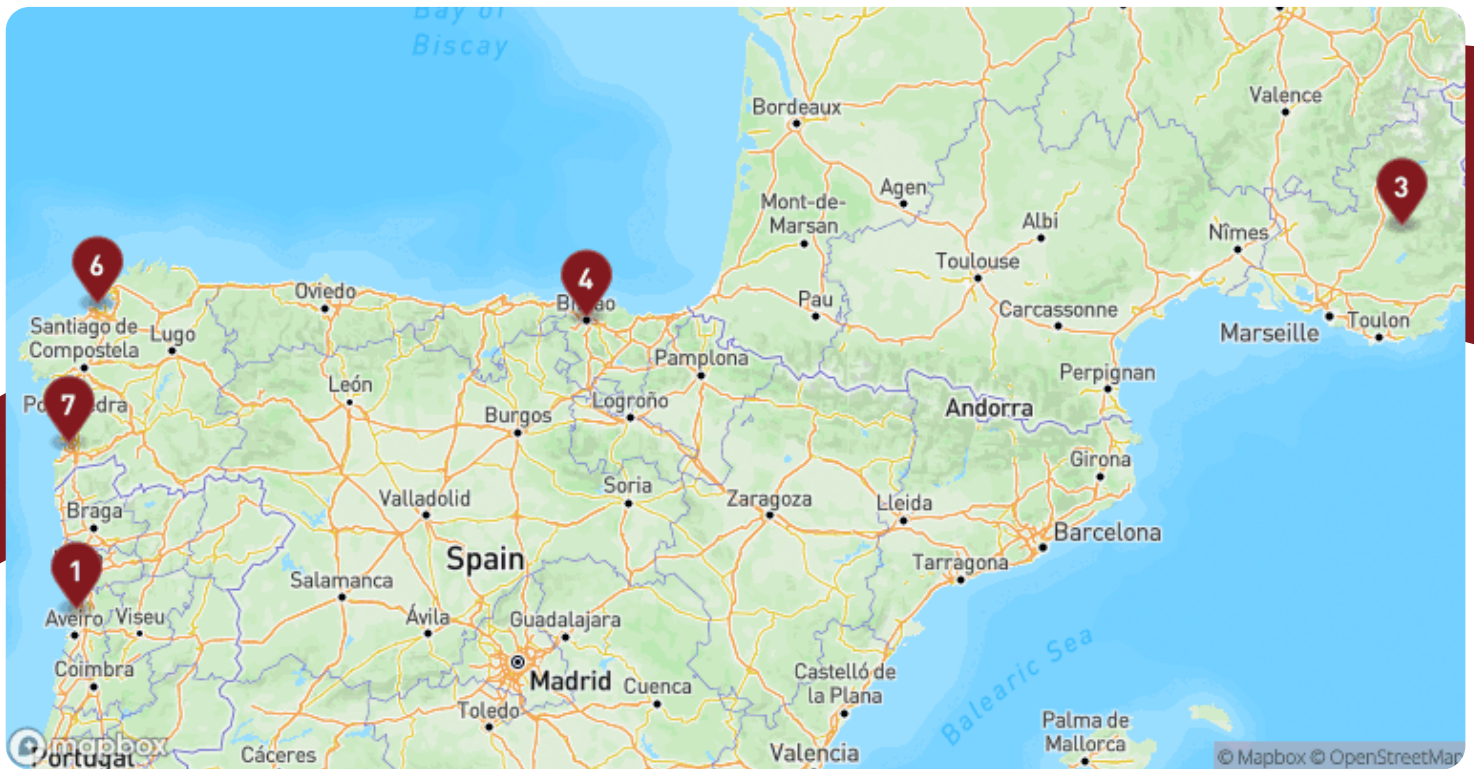 Bay of
Biscay
Bordeaux
Valence
Agen
Mont-de-
Marsan
3
Albi
Nîmes
6
4
Toulouse
Oviedo
Pau
Carcassonne
Santiago de
Compostela
Lugo
Marseille
Toulon
Pamplona
Perpignan
León
7
Logroño
Andorra
Burgos
Girona
Valladolid
Soria
Zaragoza
Lleida
Braga
Barcelona
Spain
Tarragona
1
Salamanca
Aveiro
Viseu
Ávila
Guadalajara
Coimbra
Madrid
Cuenca
Castelló de
la Plana
Balearic Sea
Toledo
Palma de
Mallorca
mapbox
Portugal
Cáceres
Valencia
© Mapbox © OpenStreetMap